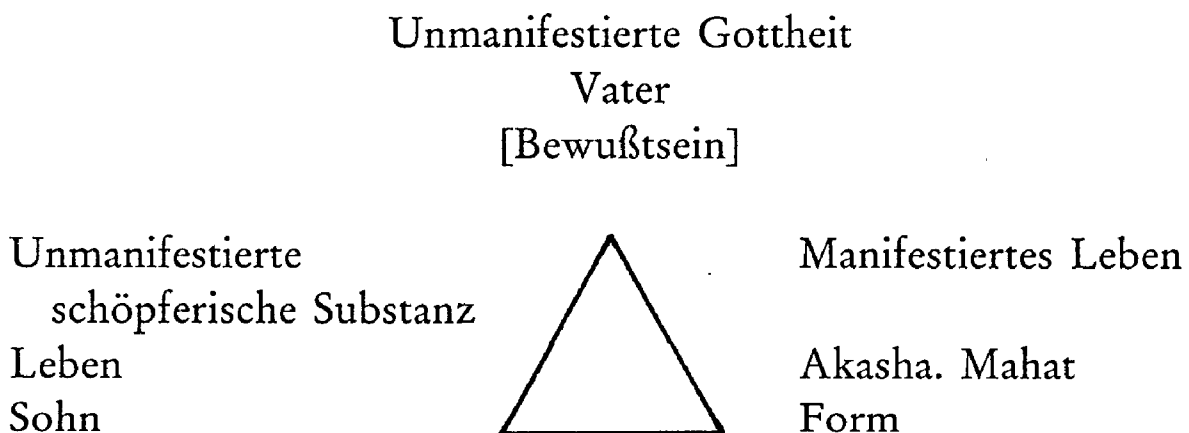 Unmanifestierte Gottheit
Vater
[Bewußtsein]
Unmanifestierte
schöpferische Substanz
Leben
Sohn
Manifestiertes Leben
Akasha. Mahat
Form